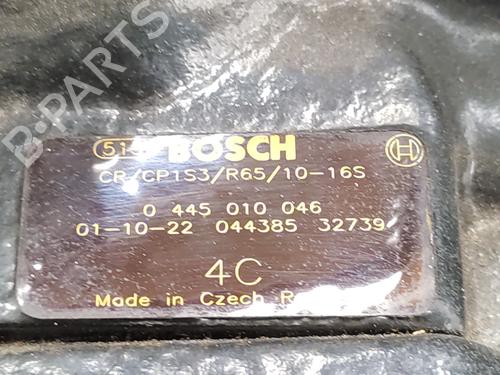 B-PARTS
514 BOSCH
CR/CP1S3/R65/10-16S
0 445 010 046
01-10-22 044385 32739
4C
Made in Czech